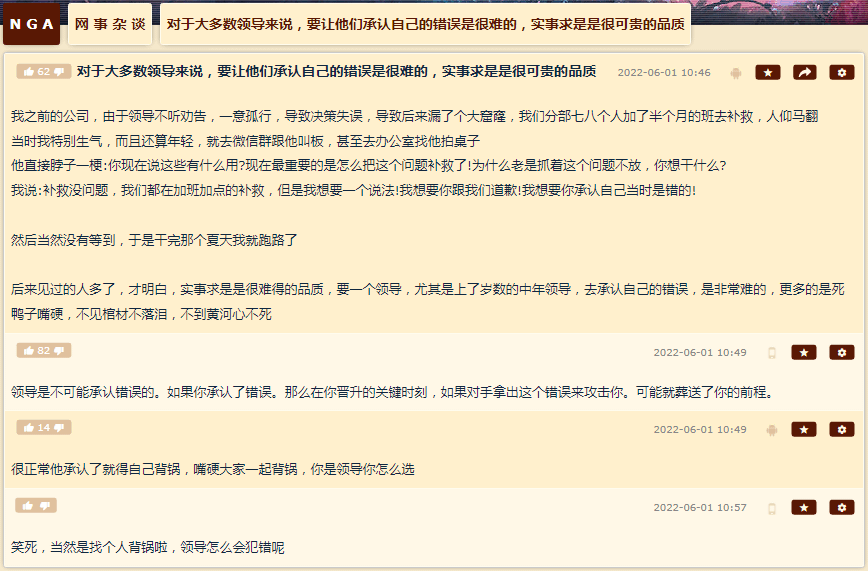 NGA 网事杂谈 对于大多数领导来说，要让他们承认自己的错误是很难的，实事求是是很可贵的品质
62 对于大多数领导来说，要让他们承认自己的错误是很难的，实事求是是很可贵的品质 2022-06-01 10:46
我之前的公司，由于领导不听劝告，一意孤行，导致决策失误，导致后来漏了个大窟窿，我们分部七八个人加了半个月的班去补救，人仰马翻
当时我特别生气，而且还算年轻，就去微信群跟他叫板，甚至去办公室找他拍桌子
他直接脖子一梗:你现在说这些有什么用?现在最重要的是怎么把这个问题补救了!为什么老是抓着这个问题不放，你想干什么?
我说:补救没问题，我们都在加班加点的补救，但是我想要一个说法!我想要你跟我们道歉!我想要你承认自己当时是错的!
然后当然没有等到，于是干完那个夏天我就跑路了
后来见过的人多了，才明白，实事求是是很难得的品质，要一个领导，尤其是上了岁数的中年领导，去承认自己的错误，是非常难的，更多的是死
鸭子嘴硬，不见棺材不落泪，不到黄河心不死
82 2022-06-01 10:49
领导是不可能承认错误的。如果你承认了错误。那么在你晋升的关键时刻，如果对手拿出这个错误来攻击你。可能就葬送了你的前程。
14 2022-06-01 10:49
很正常他承认了就得自己背锅，嘴硬大家一起背锅，你是领导你怎么选
2022-06-01 10:57
笑死，当然是找个人背锅啦，领导怎么会犯错呢